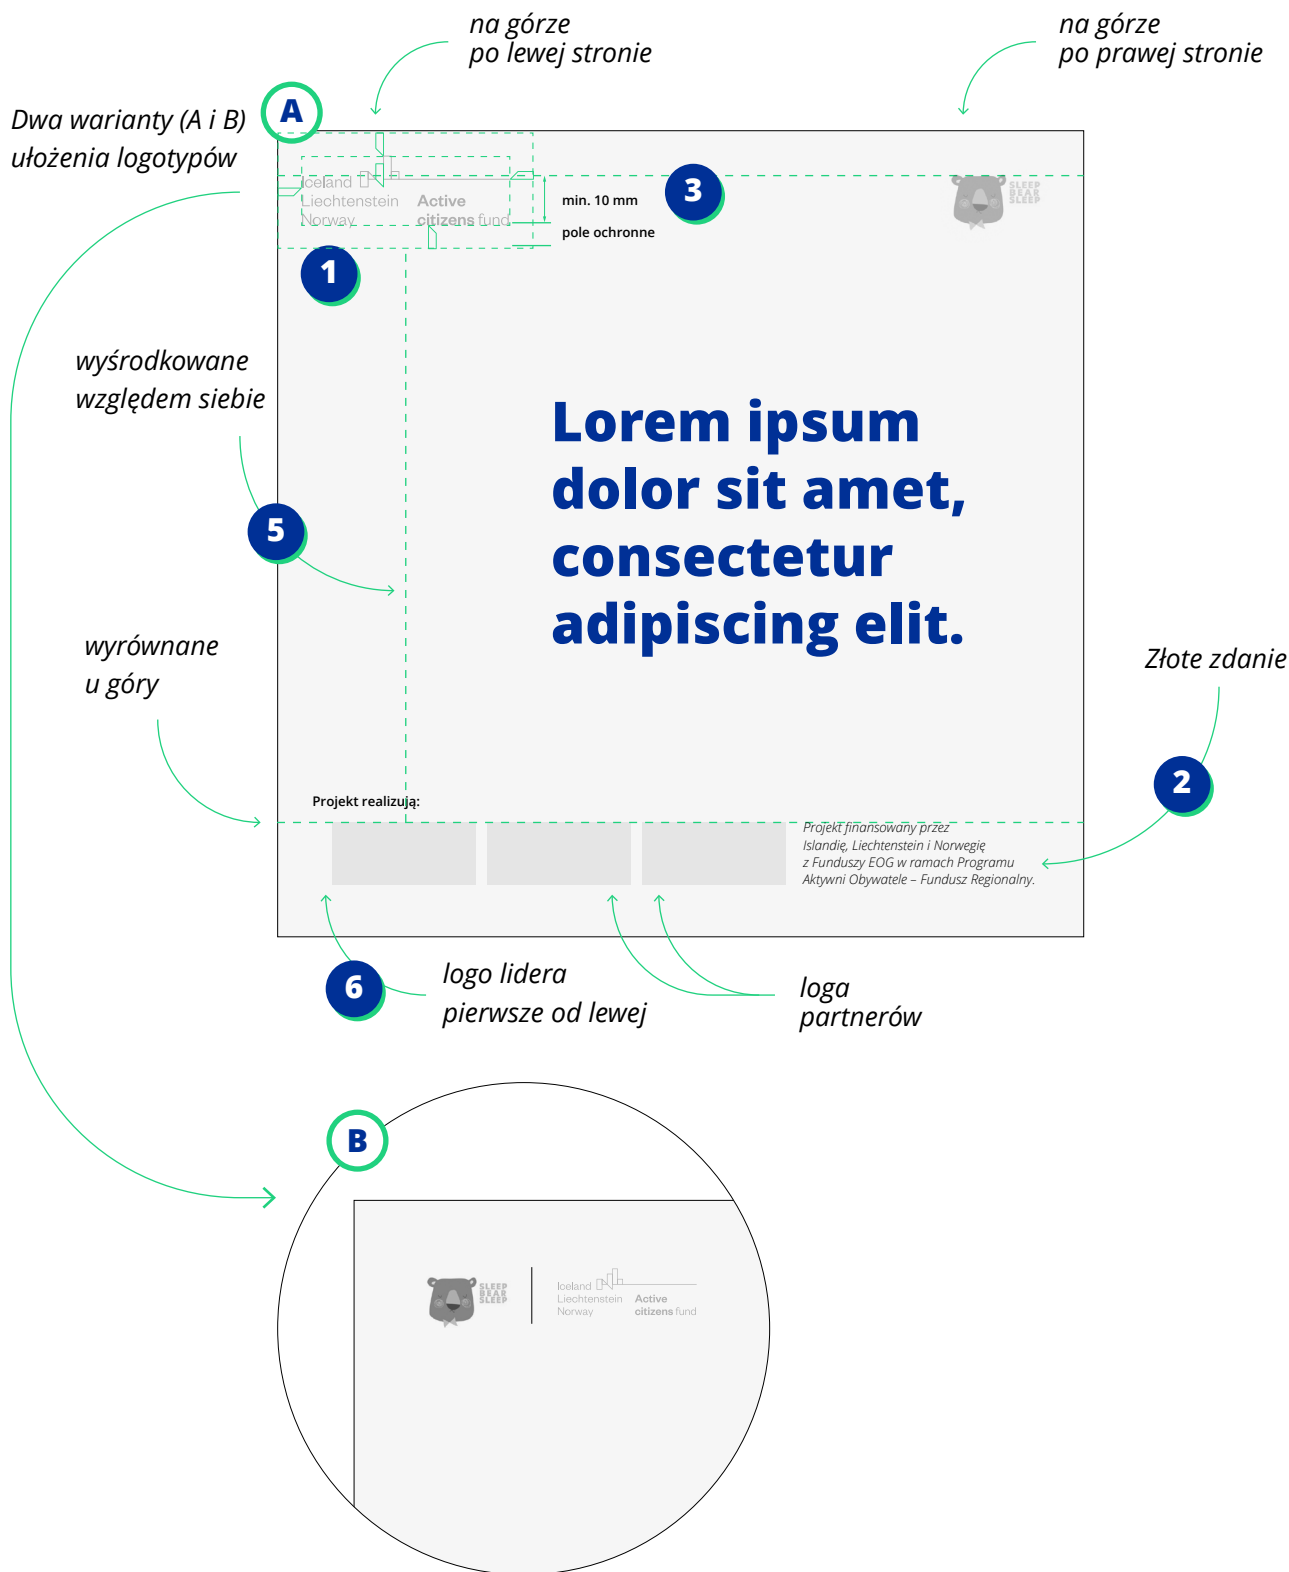 na górze
po lewej stronie
na górze
po prawej stronie
A
Dwa warianty (A i B)
ułożenia logotypów
Iceland
Liechtenstein
Norway
Active
citizens fund
min. 10 mm
pole ochronne
3
SLEEP
BEAR
SLEEP
1
wyśrodkowane
względem siebie
Lorem ipsum
dolor sit amet,
consectetur
adipiscing elit.
5
wyrównane
u góry
Złote zdanie
2
Projekt realizują:
Projekt finansowany przez
Islandię, Liechtenstein i Norwegię
z Funduszy EOG w ramach Programu
Aktywni Obywatele – Fundusz Regionalny.
6
logo lidera
pierwsze od lewej
loga
partnerów
B
SLEEP
BEAR
SLEEP
Iceland
Liechtenstein
Norway
Active
citizens fund